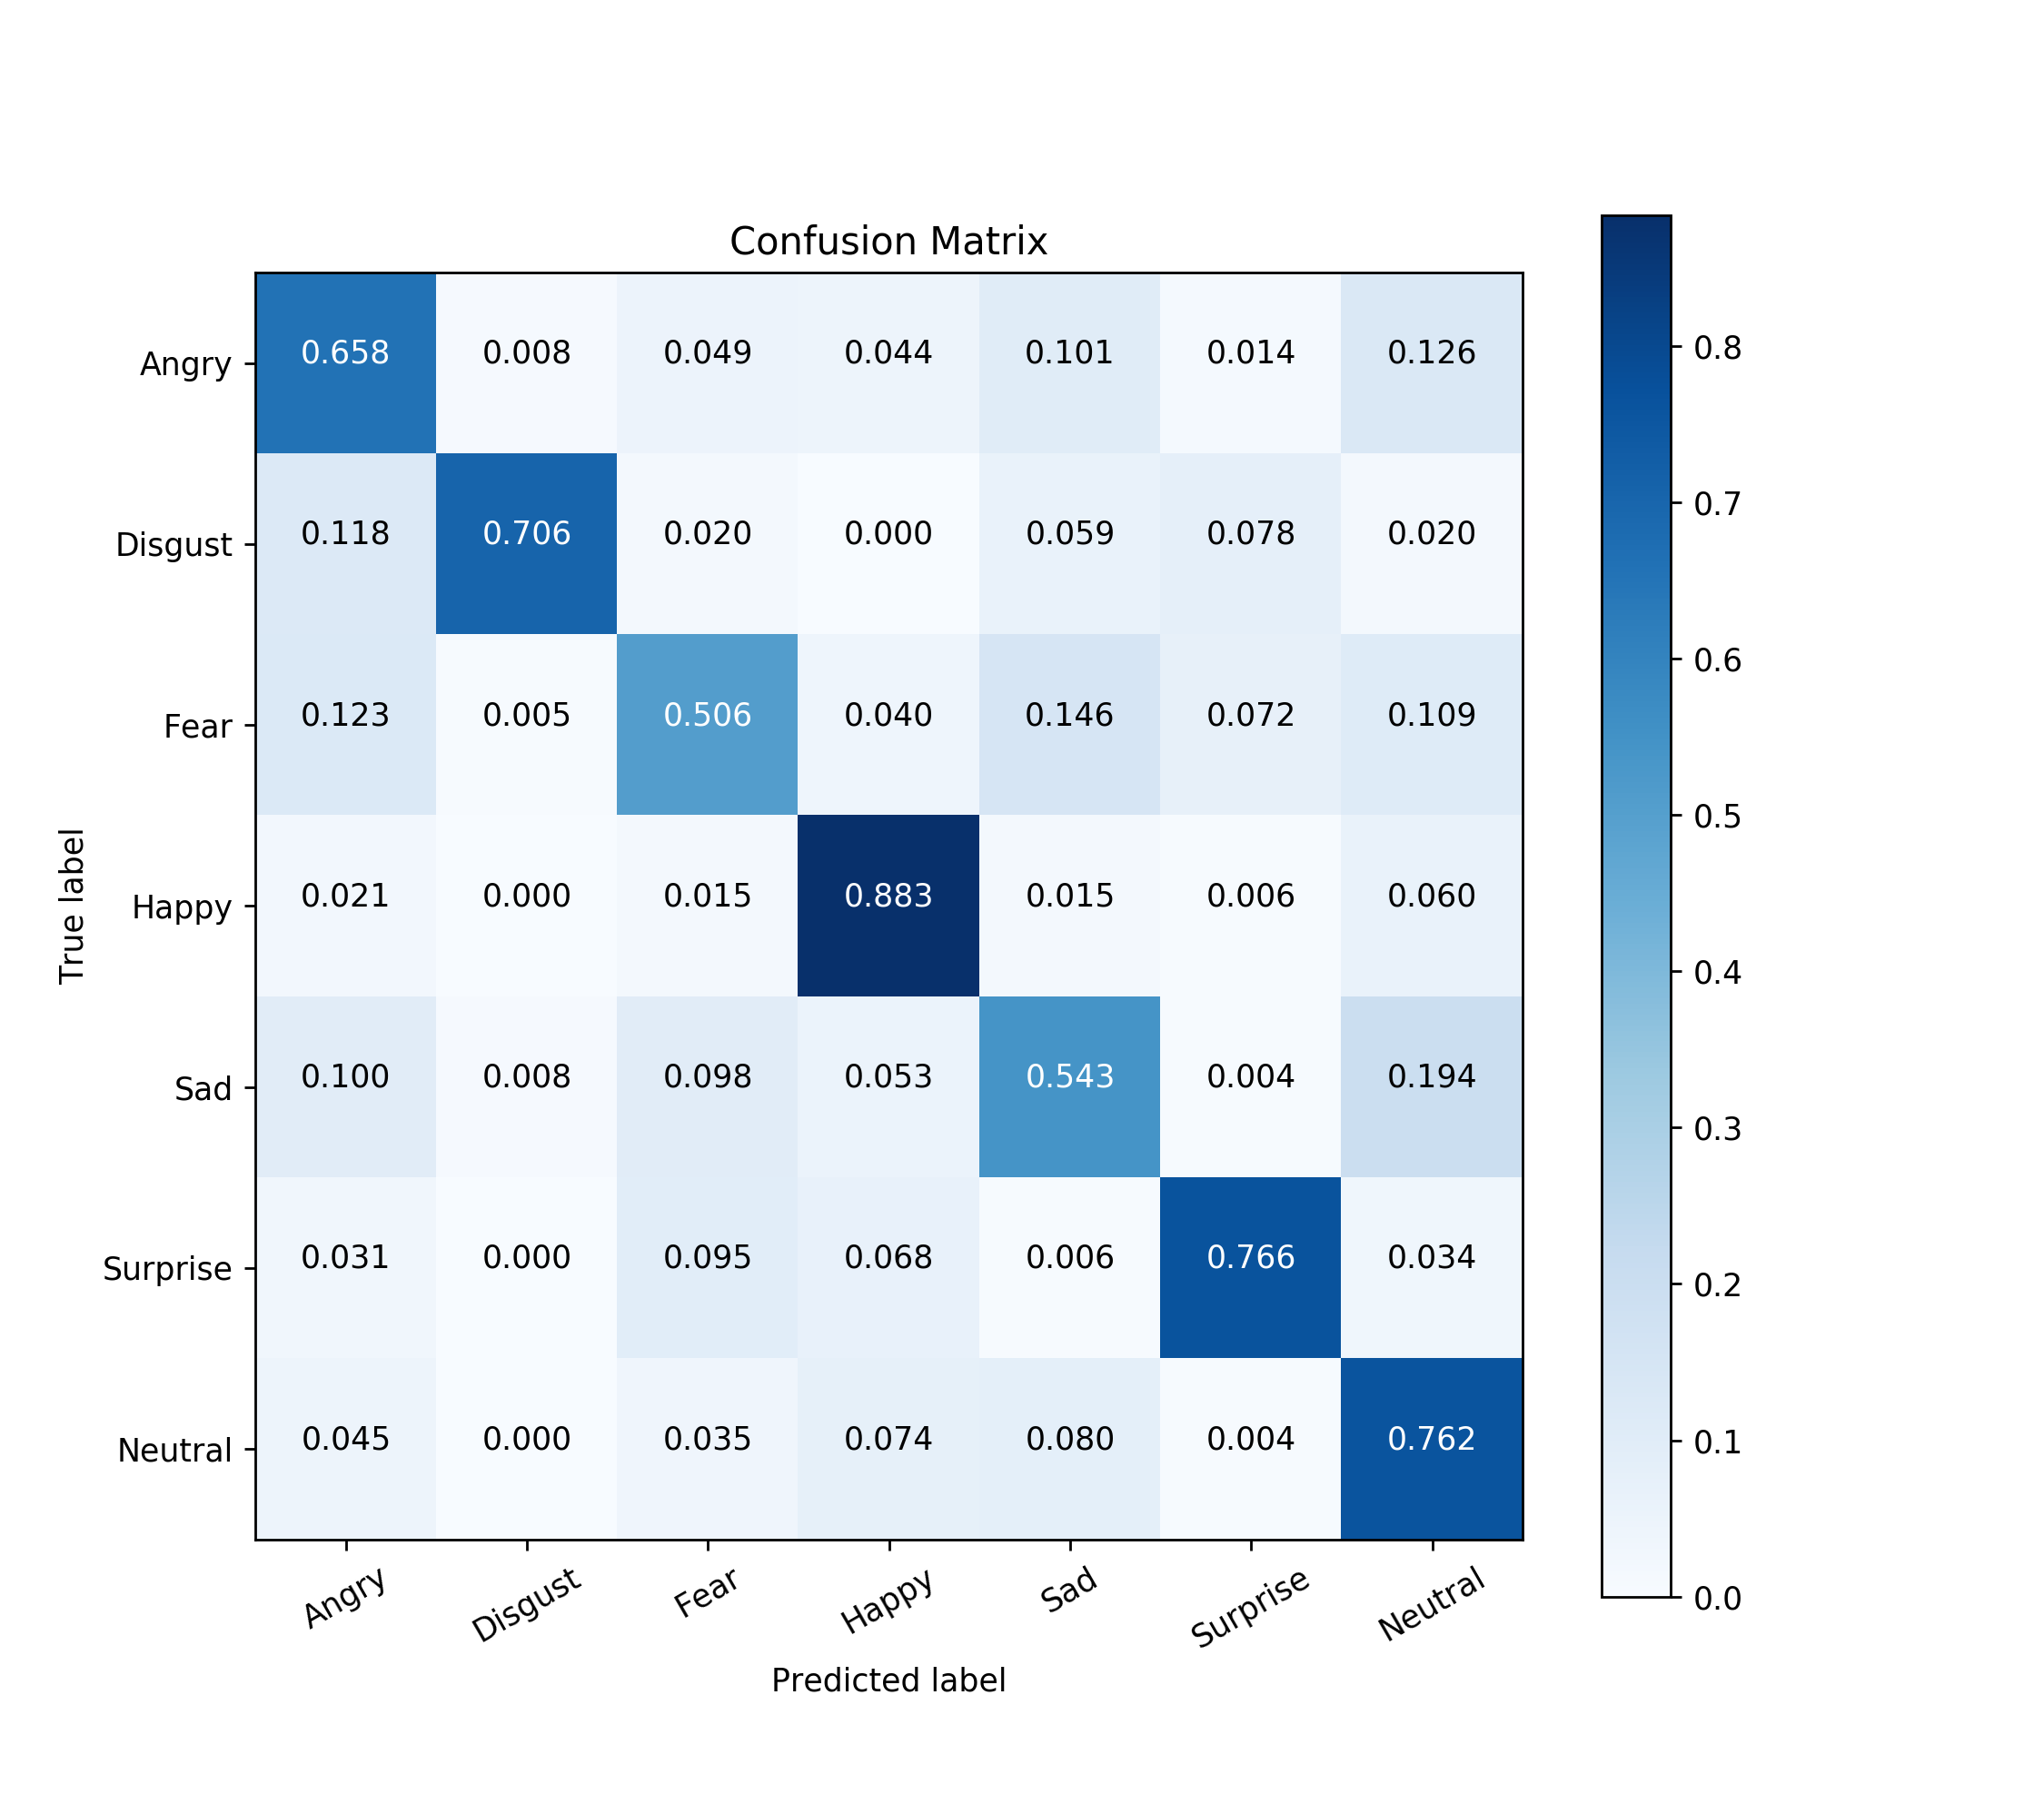 Confusion Matrix
Angry 0.658 0.008 0.049 0.044 0.101 0.014 0.126
Disgust 0.118 0.706 0.020 0.000 0.059 0.078 0.020
Fear 0.123 0.005 0.506 0.040 0.146 0.072 0.109
Happy 0.021 0.000 0.015 0.883 0.015 0.006 0.060
Sad 0.100 0.008 0.098 0.053 0.543 0.004 0.194
Surprise 0.031 0.000 0.095 0.068 0.006 0.766 0.034
Neutral 0.045 0.000 0.035 0.074 0.080 0.004 0.762
Angry Disgust Fear Happy Sad Surprise Neutral
Predicted label
True label
0.8
0.7
0.6
0.5
0.4
0.3
0.2
0.1
0.0